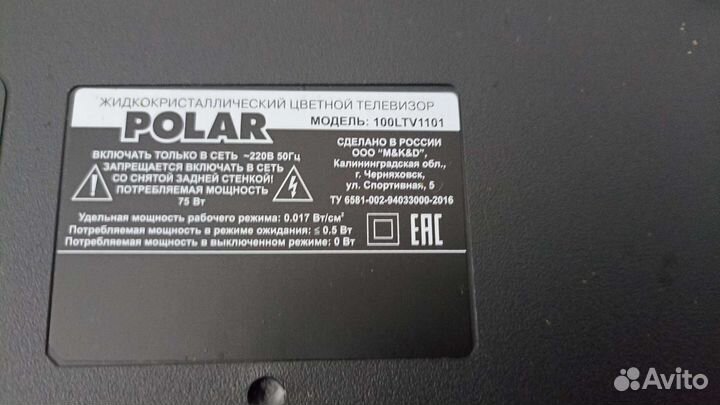 ЖИДКОКРИСТАЛЛИЧЕСКИЙ ЦВЕТНОЙ ТЕЛЕВИЗОР
POLAR
МОДЕЛЬ: 100LTV1101
ВКЛЮЧАТЬ ТОЛЬКО В СЕТЬ ~220В 50Гц
ЗАПРЕЩАЕТСЯ ВКЛЮЧАТЬ В СЕТЬ
СО СНЯТОЙ ЗАДНЕЙ СТЕНКОЙ!
ПОТРЕБЛЯЕМАЯ МОЩНОСТЬ
75 Вт
СДЕЛАНО В РОССИИ
ООО "M&K&D",
Калининградская обл.,
г. Черняховск,
ул. Спортивная, 5
ТУ 6581-002-94033000-2016
Удельная мощность рабочего режима: 0.017 Вт/см²
Потребляемая мощность в режиме ожидания: ≤ 0.5 Вт
Потребляемая мощность в выключенном режиме: 0 Вт
EAC
Avito